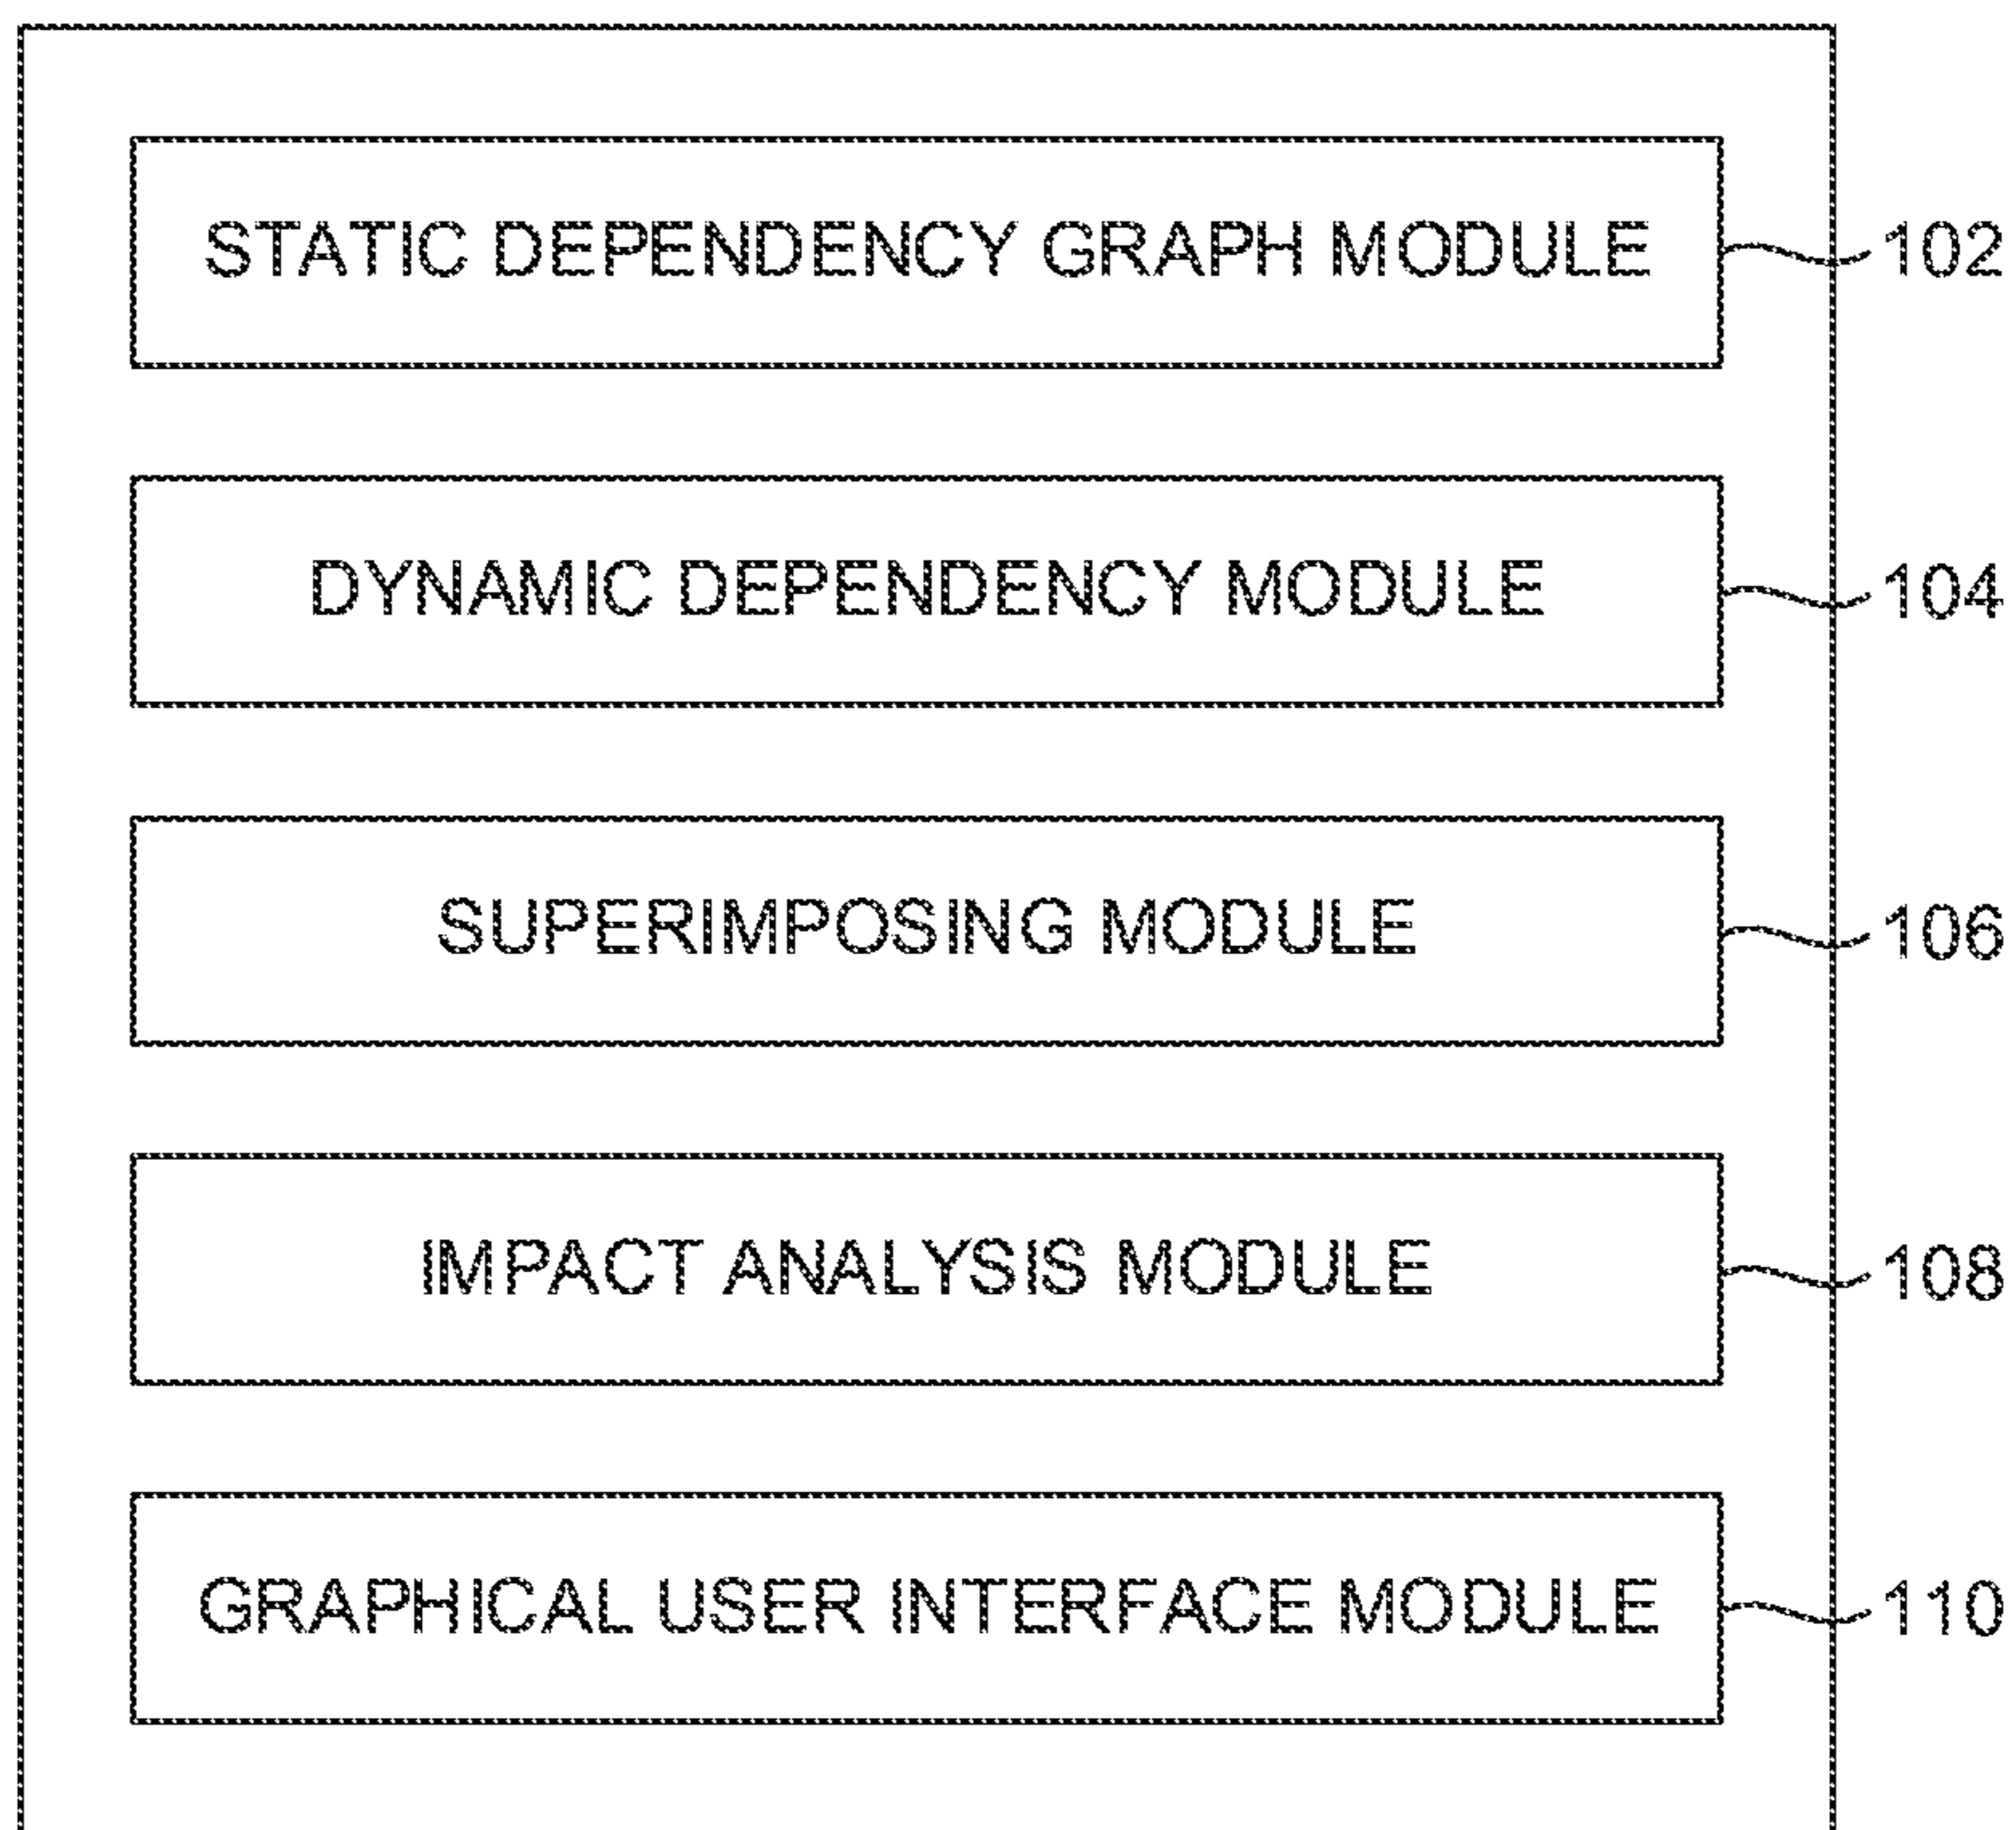 STATIC DEPENDENCY GRAPH MODULE 102
DYNAMIC DEPENDENCY MODULE 104
SUPERIMPOSING MODULE 106
IMPACT ANALYSIS MODULE 108
GRAPHICAL USER INTERFACE MODULE 110